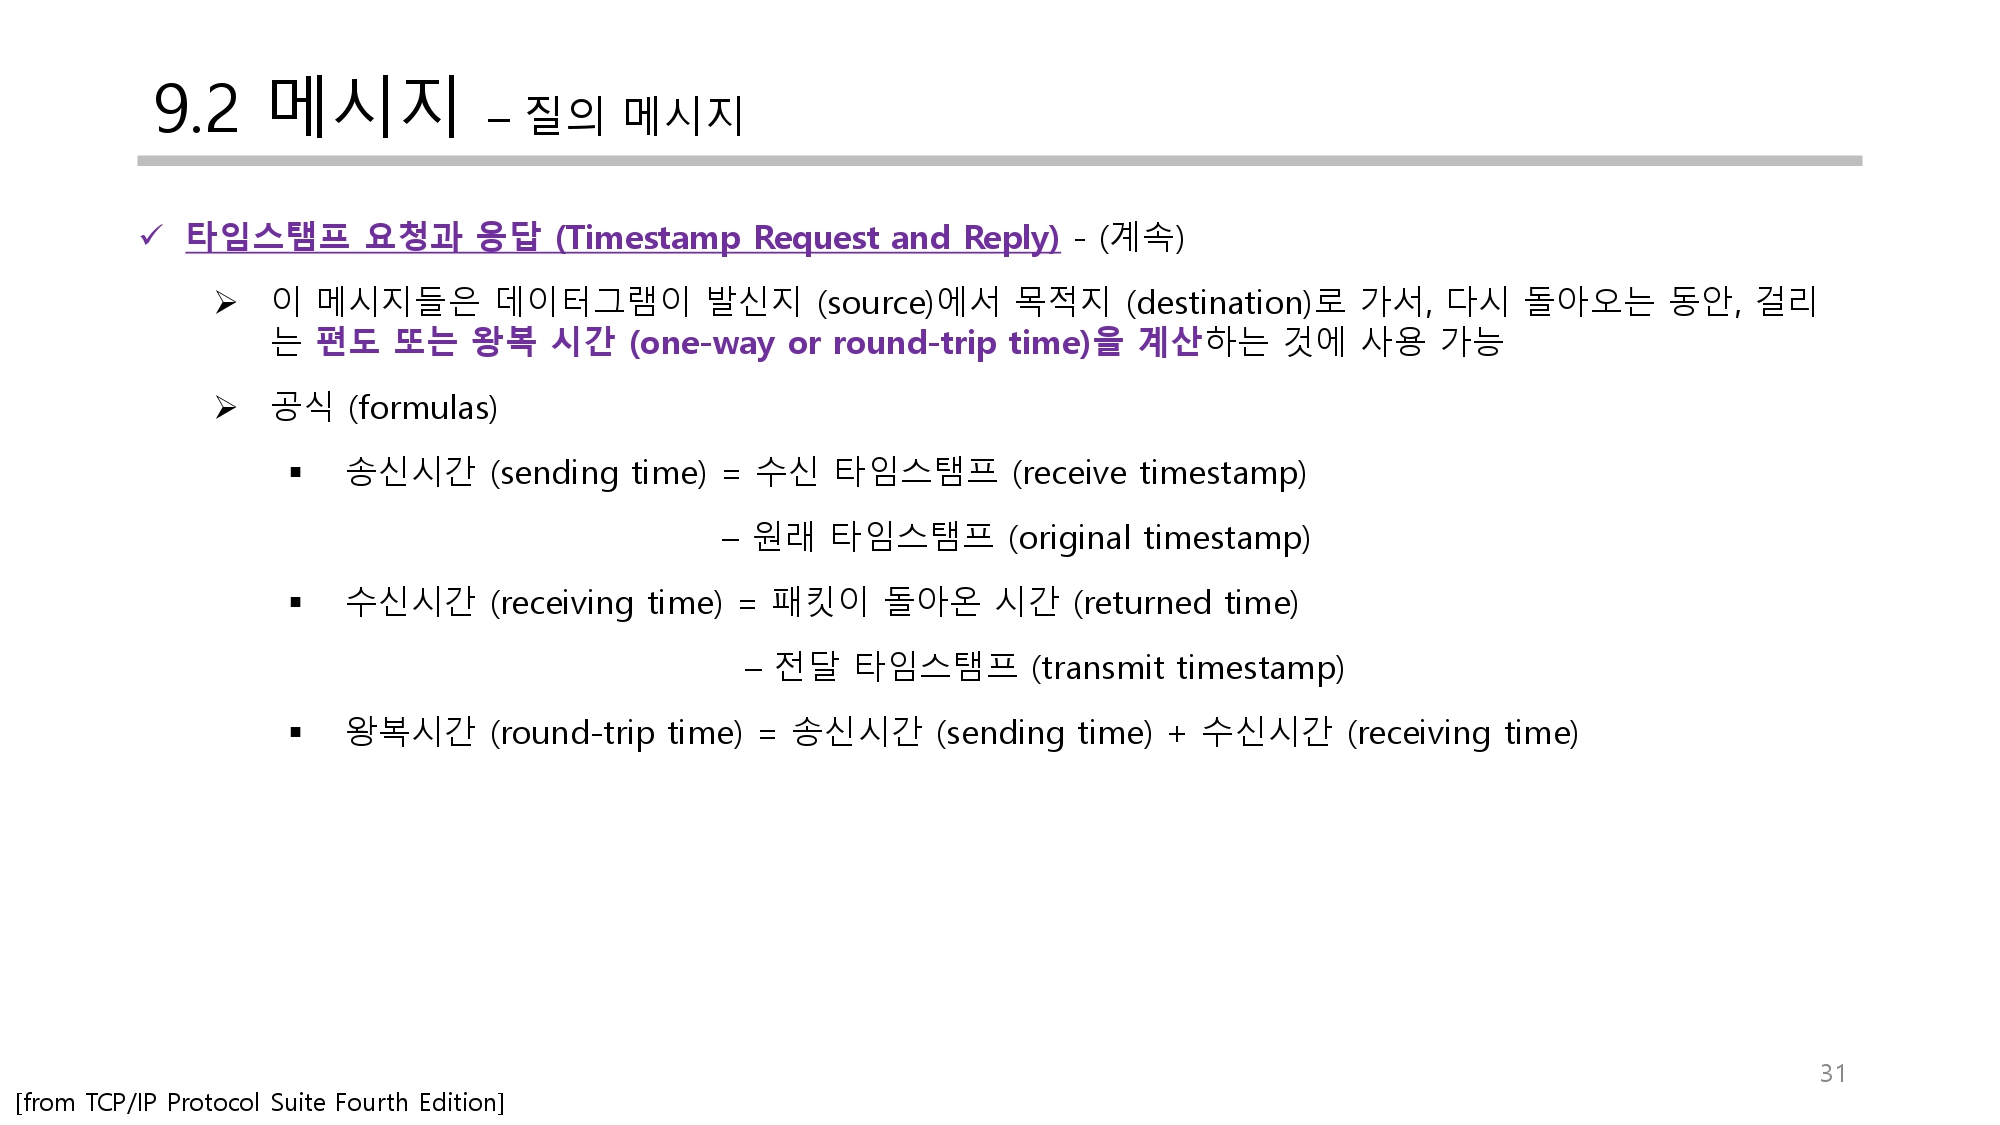 9.2 메시지 – 질의 메시지
✓ 타임스탬프 요청과 응답 (Timestamp Request and Reply) - (계속)
➢ 이 메시지들은 데이터그램이 발신지 (source)에서 목적지 (destination)로 가서, 다시 돌아오는 동안, 걸리
는 편도 또는 왕복 시간 (one-way or round-trip time)을 계산하는 것에 사용 가능
➢ 공식 (formulas)
▪ 송신시간 (sending time) = 수신 타임스탬프 (receive timestamp)
– 원래 타임스탬프 (original timestamp)
▪ 수신시간 (receiving time) = 패킷이 돌아온 시간 (returned time)
– 전달 타임스탬프 (transmit timestamp)
▪ 왕복시간 (round-trip time) = 송신시간 (sending time) + 수신시간 (receiving time)
31
[from TCP/IP Protocol Suite Fourth Edition]